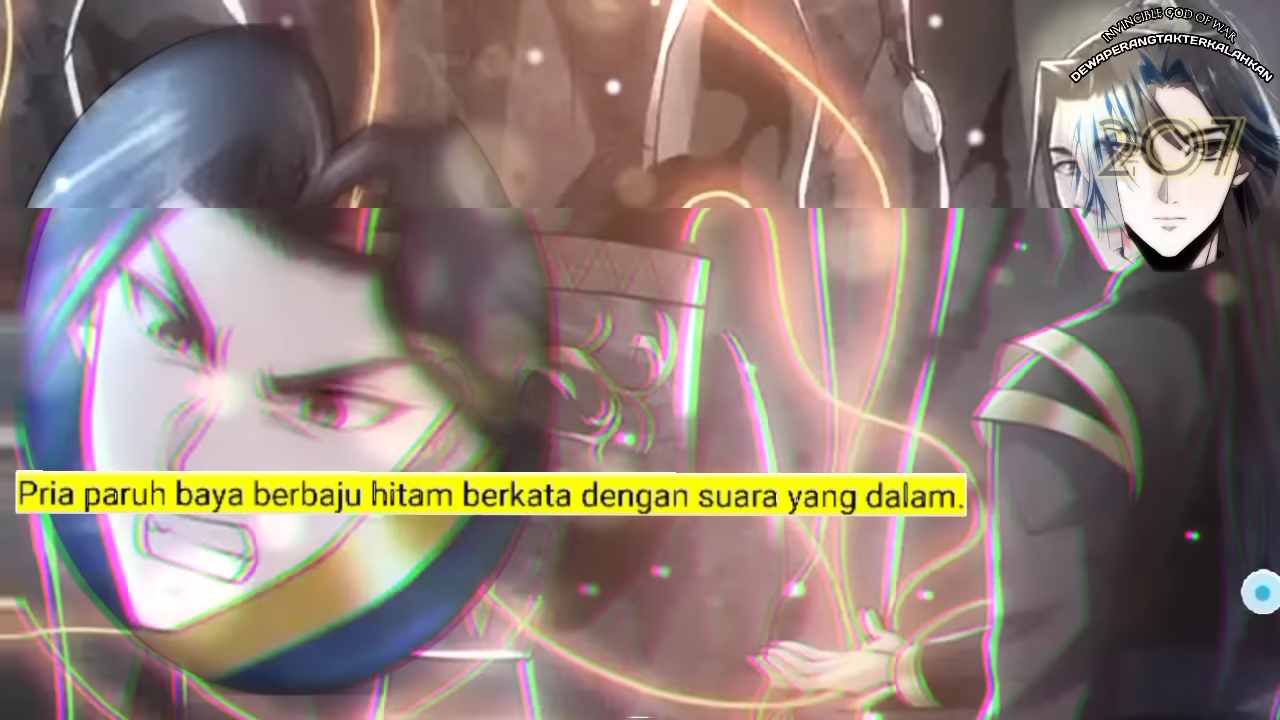 INVINCIBLE GOD OF WAR
DEWAPERANGTAKTERKALAHKAN
207
Pria paruh baya berbaju hitam berkata dengan suara yang dalam.